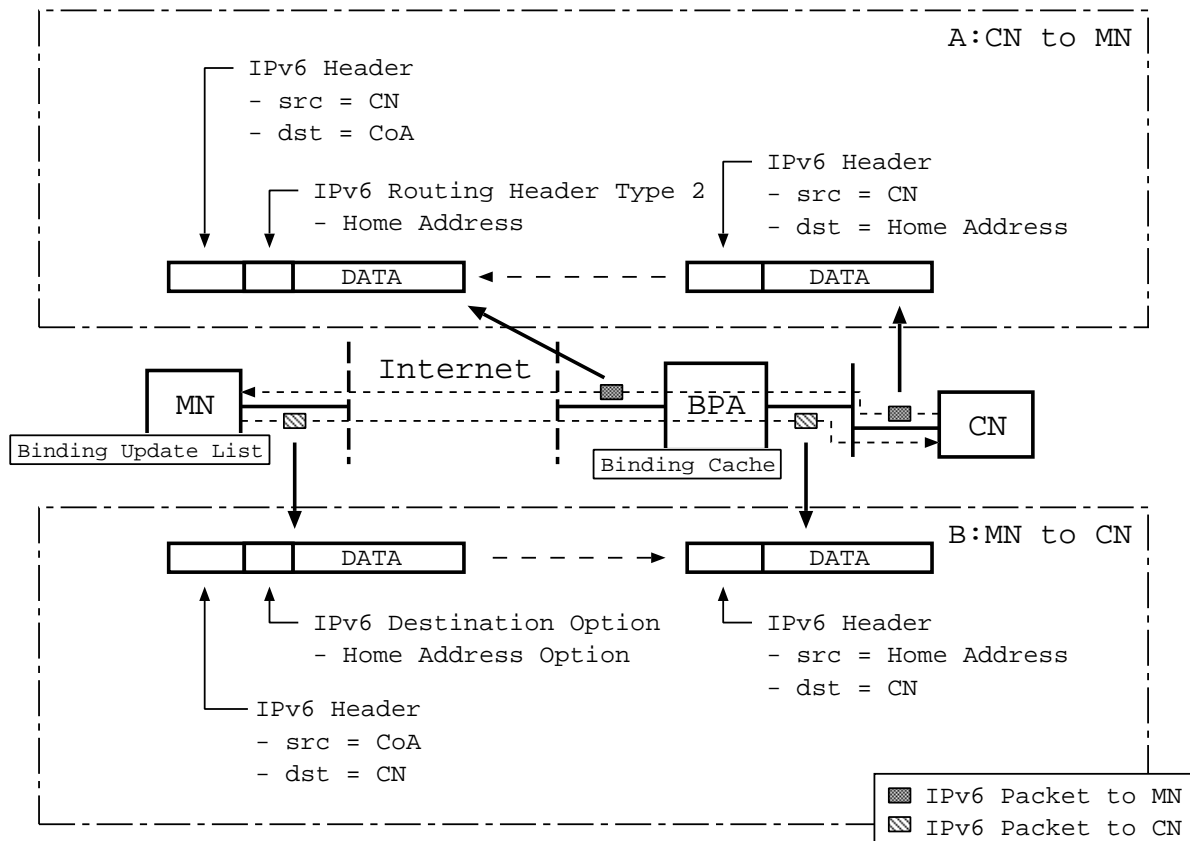 A:CN to MN
IPv6 Header
- src = CN
- dst = CoA
IPv6 Routing Header Type 2
- Home Address
IPv6 Header
- src = CN
- dst = Home Address
DATA
DATA
Internet
MN
BPA
CN
Binding Update List
Binding Cache
B:MN to CN
DATA
DATA
IPv6 Destination Option
- Home Address Option
IPv6 Header
- src = CoA
- dst = CN
IPv6 Header
- src = Home Address
- dst = CN
IPv6 Packet to MN
IPv6 Packet to CN